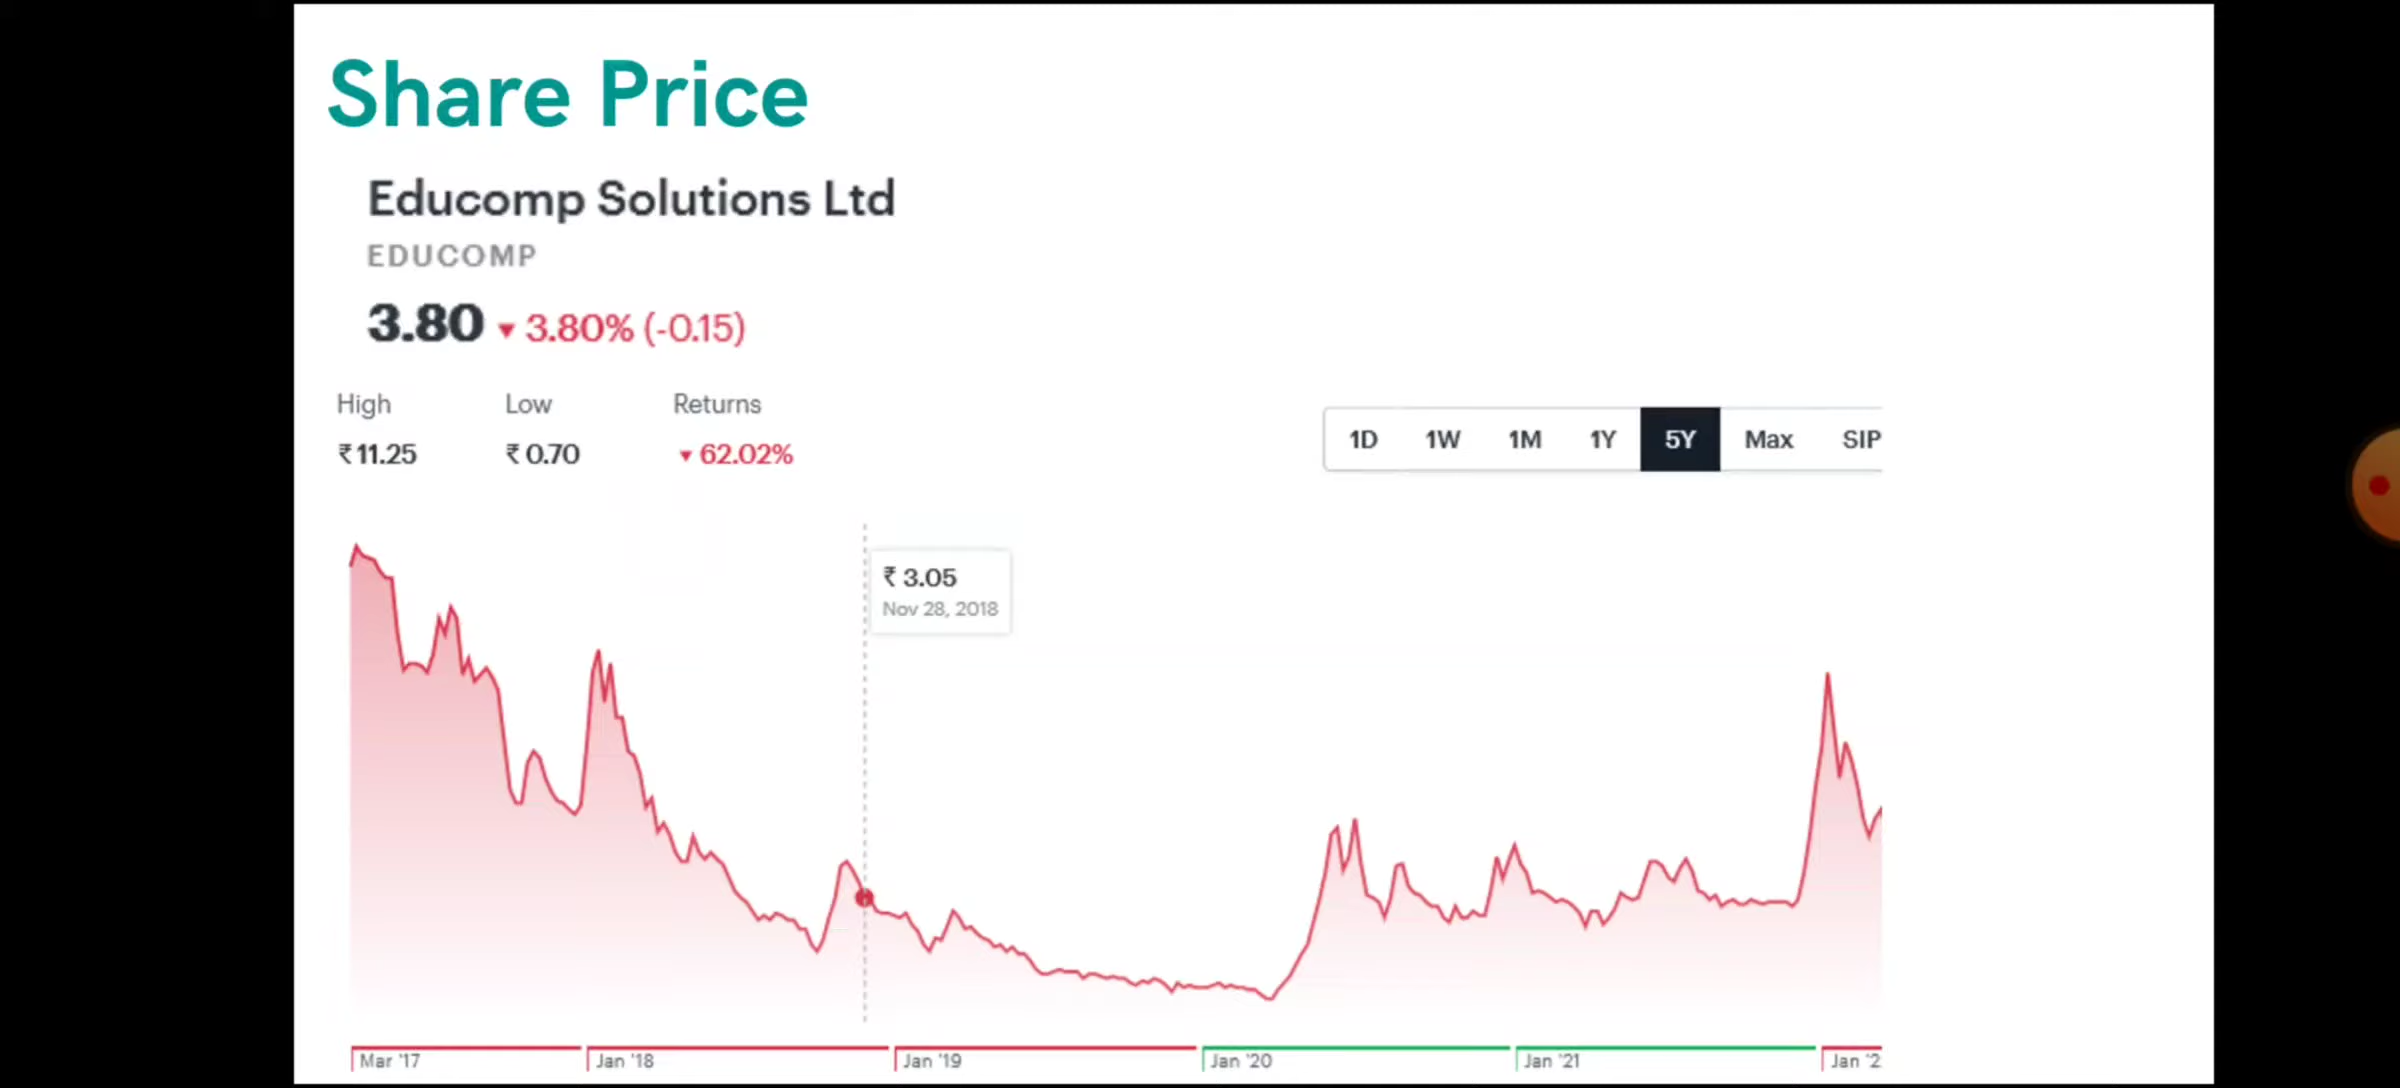 Share Price
Educomp Solutions Ltd
EDUCOMP
3.80 ▼ 3.80% (-0.15)
High Low Returns
₹11.25 ₹0.70 ▼ 62.02%
1D 1W 1M 1Y 5Y Max SIP
₹ 3.05
Nov 28, 2018
Mar '17 Jan '18 Jan '19 Jan '20 Jan '21 Jan '2